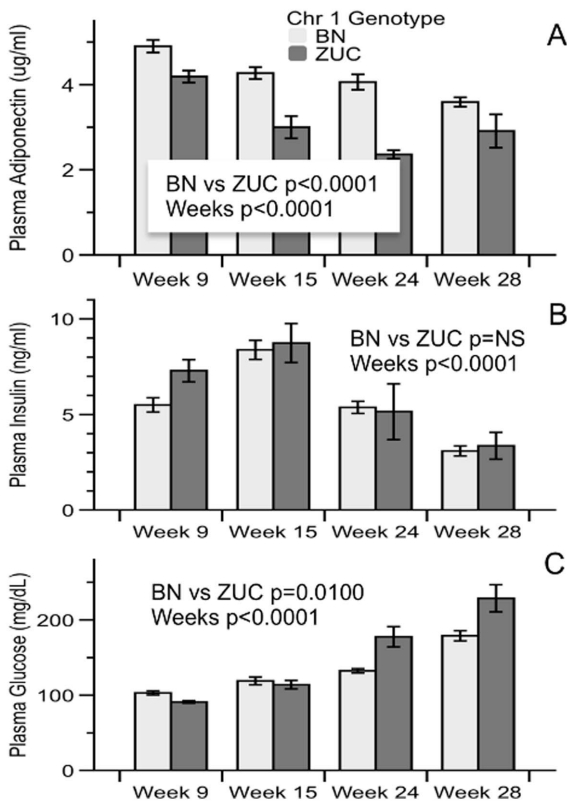 Chr 1 Genotype
BN
ZUC
A
Plasma Adiponectin (ug/ml)
4
2
0
BN vs ZUC p<0.0001
Weeks p<0.0001
Week 9 Week 15 Week 24 Week 28
B
Plasma Insulin (ng/ml)
10
5
0
BN vs ZUC p=NS
Weeks p<0.0001
Week 9 Week 15 Week 24 Week 28
C
Plasma Glucose (mg/dL)
200
100
0
BN vs ZUC p=0.0100
Weeks p<0.0001
Week 9 Week 15 Week 24 Week 28